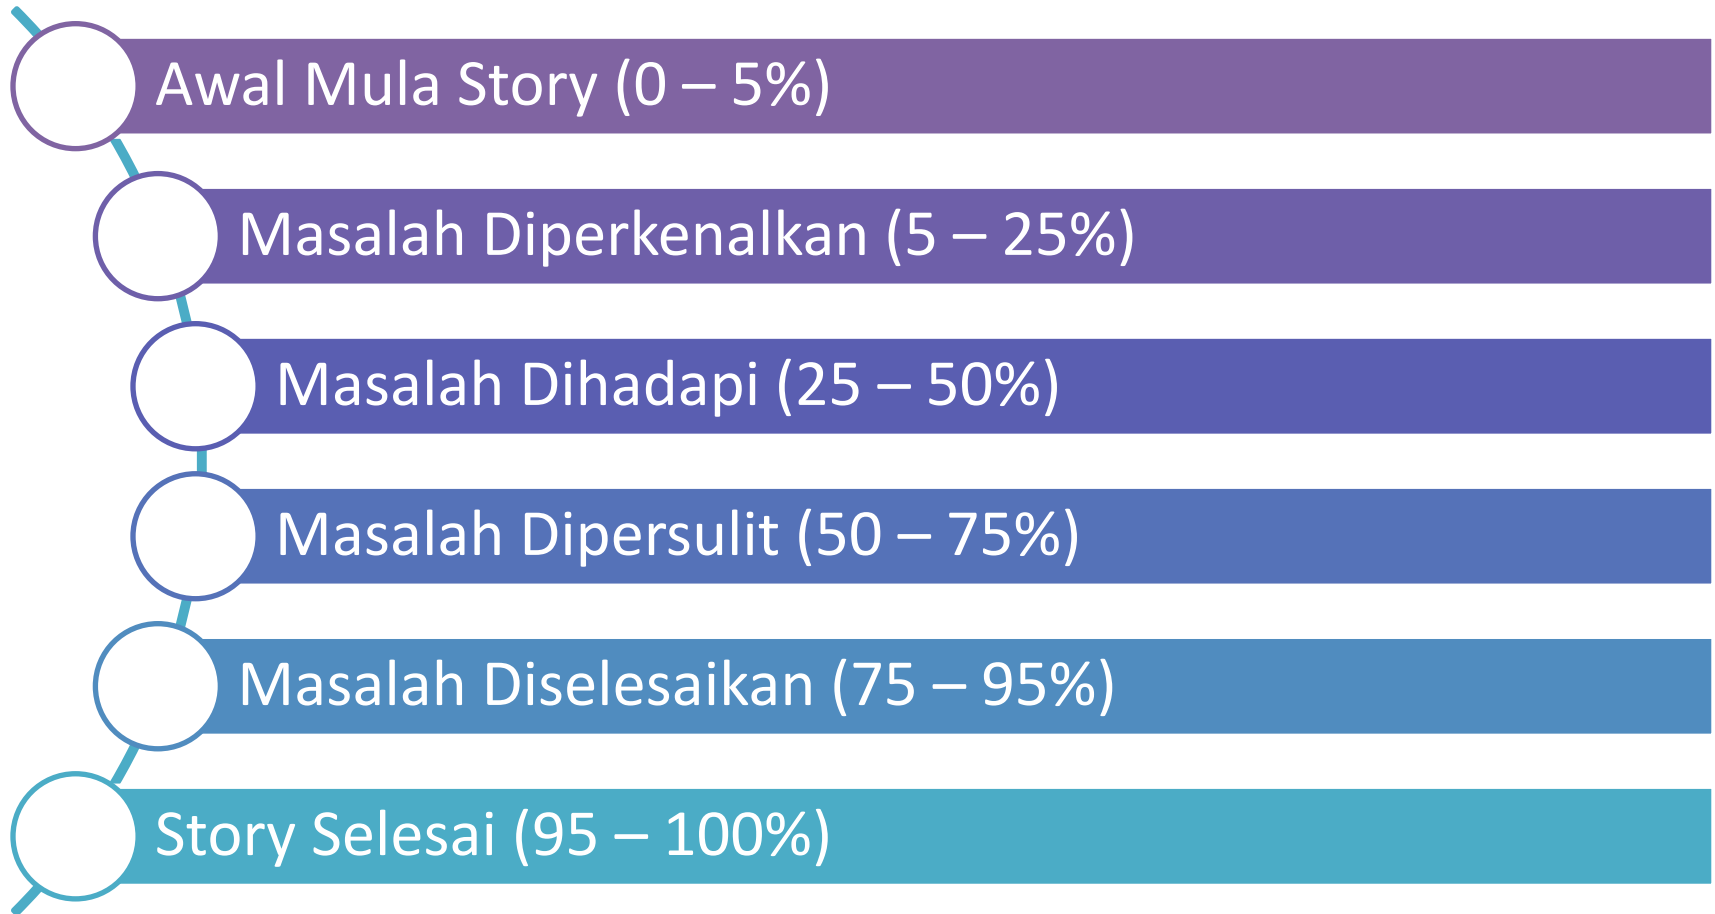 Awal Mula Story (0 – 5%)
Masalah Diperkenalkan (5 – 25%)
Masalah Dihadapi (25 – 50%)
Masalah Dipersulit (50 – 75%)
Masalah Diselesaikan (75 – 95%)
Story Selesai (95 – 100%)